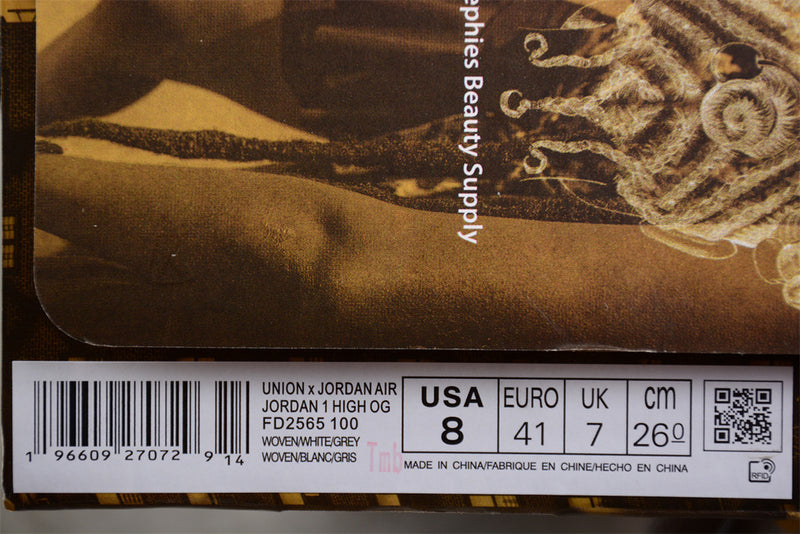 ephies Beauty Supply
UNION x JORDAN AIR
JORDAN 1 HIGH OG
FD2565 100
WOVEN/WHITE/GREY
WOVEN/BLANC/GRIS
1 96609 27072 9 14
Tmb
USA EURO UK cm
8 41 7 260
MADE IN CHINA/FABRIQUE EN CHINE/HECHO EN CHINA
RFID